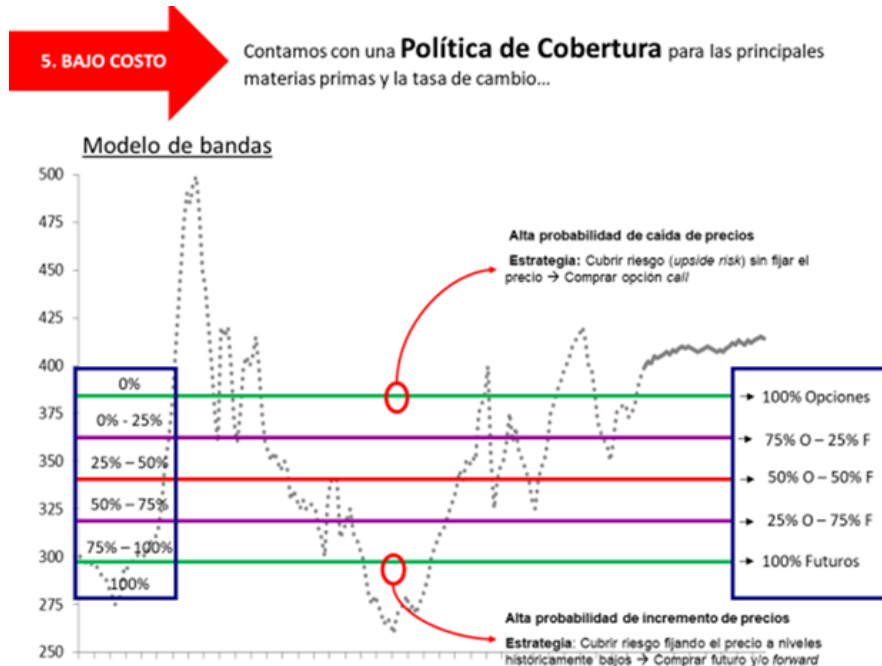 5. BAJO COSTO
Contamos con una Política de Cobertura para las principales
materias primas y la tasa de cambio...
Modelo de bandas
500
475
450
425
400
375
350
325
300
275
250
0%
0% - 25%
25% – 50%
50% – 75%
75% – 100%
100%
Alta probabilidad de caída de precios
Estrategia: Cubrir riesgo (upside risk) sin fijar el
precio → Comprar opción call
100% Opciones
75% O – 25% F
50% O – 50% F
25% O – 75% F
100% Futuros
Alta probabilidad de incremento de precios
Estrategia: Cubrir riesgo fijando el precio a niveles
históricamente bajos → Comprar futuro y/o forward